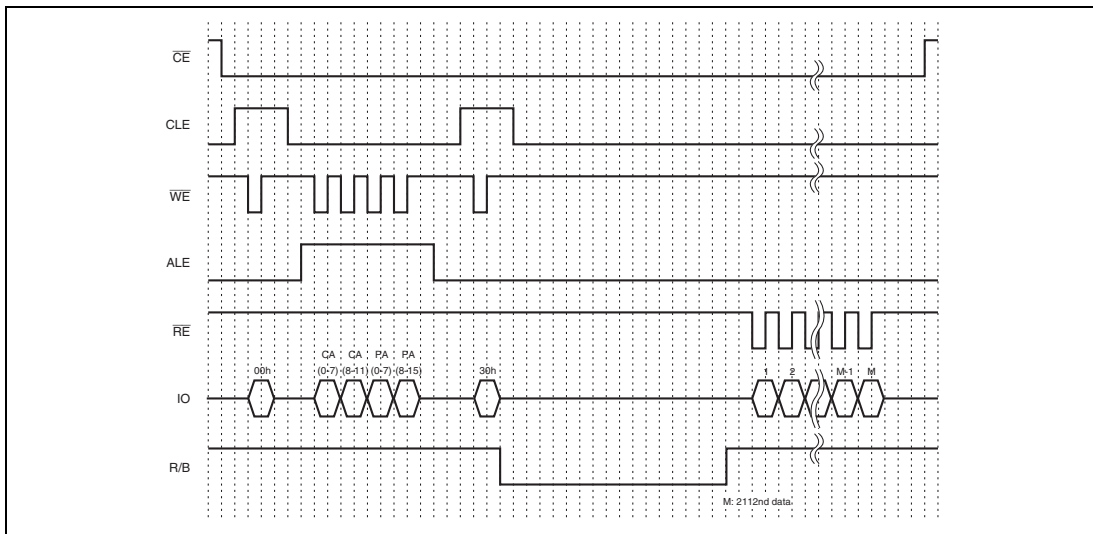 CE
CLE
WE
ALE
RE
CA CA PA PA
00h (0-7) (8-11) (0-7) (8-15) 30h 1 2 M-1 M
IO
R/B
M: 2112nd data